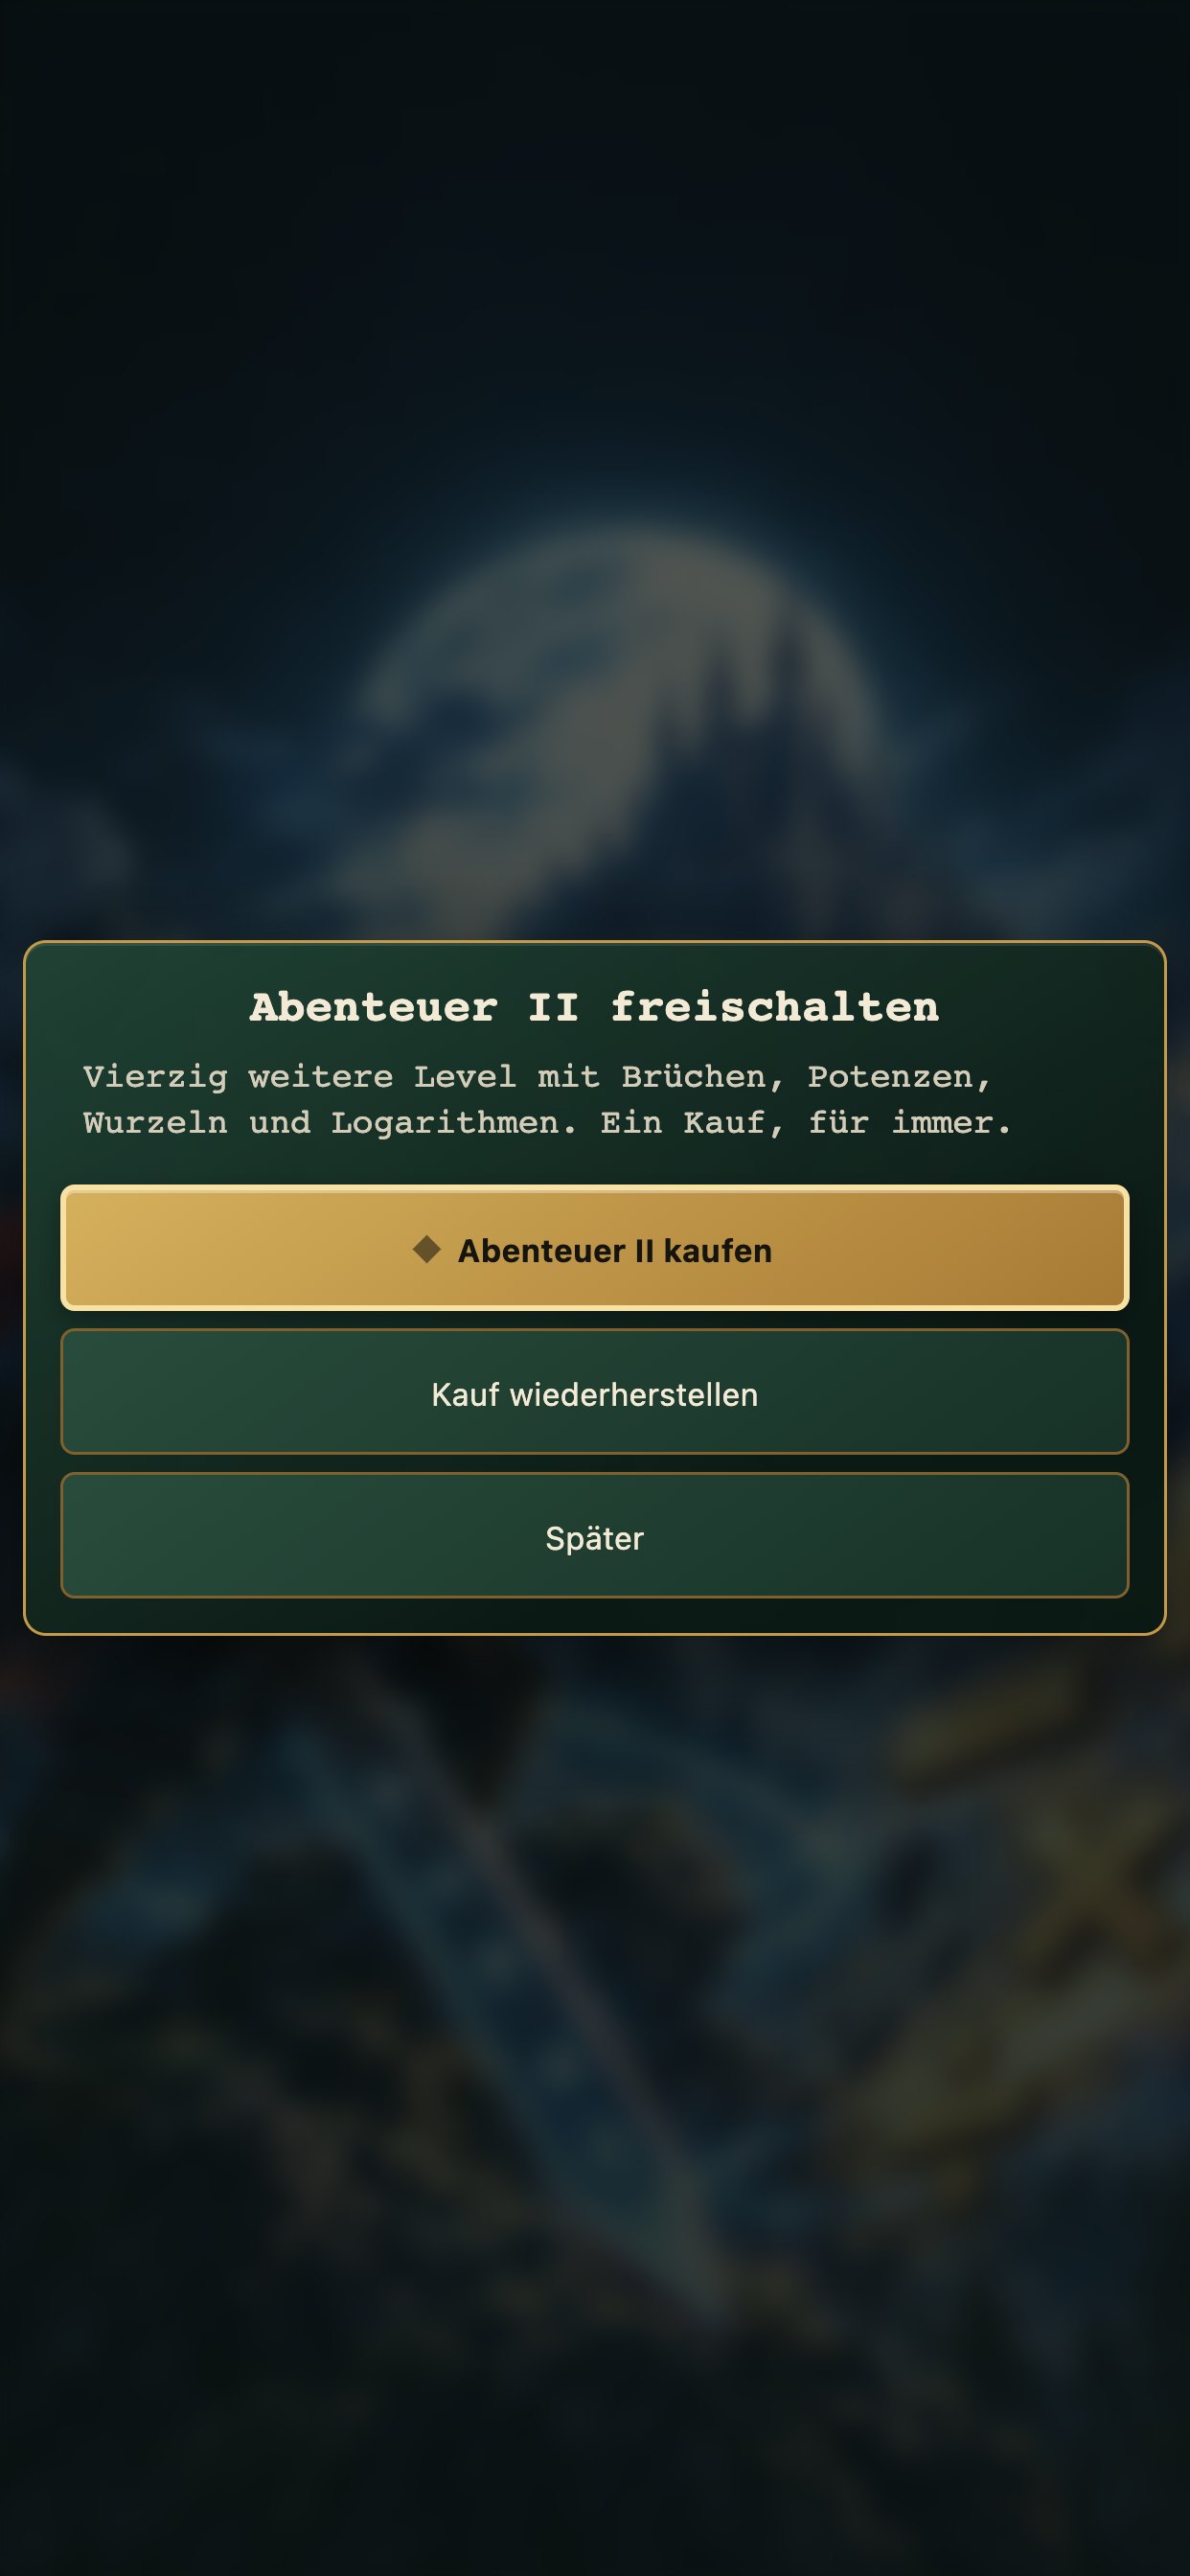 Abenteuer II freischalten
Vierzig weitere Level mit Brüchen, Potenzen,
Wurzeln und Logarithmen. Ein Kauf, für immer.
Abenteuer II kaufen
Kauf wiederherstellen
Später